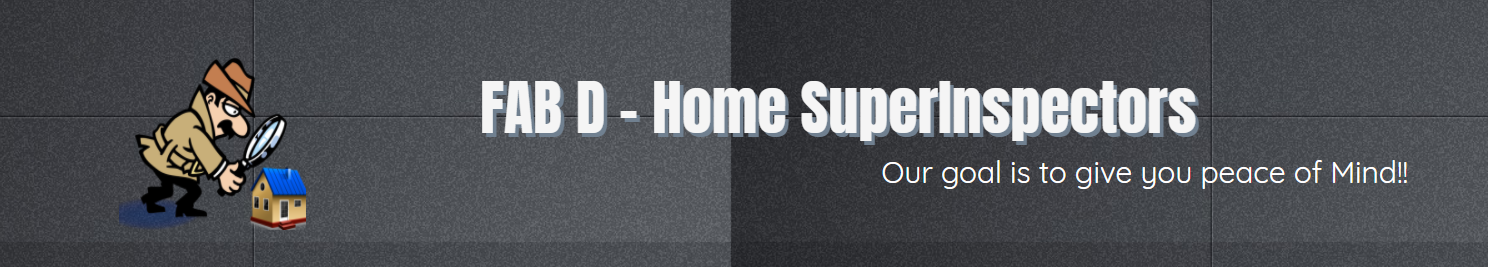 FAB D - Home SuperInspectors
Our goal is to give you peace of Mind!!